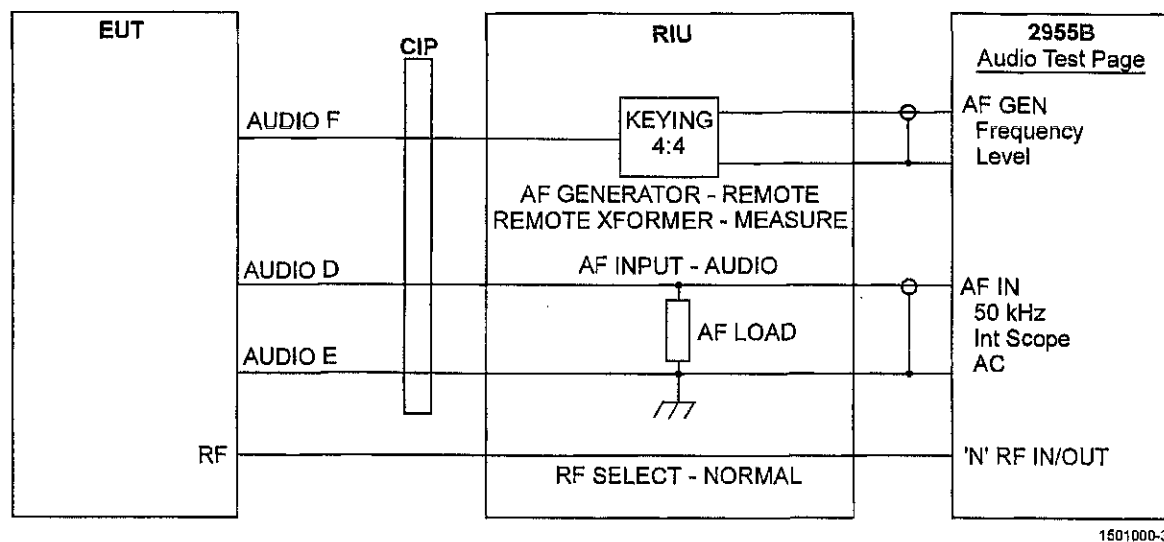 EUT
CIP
RIU
2955B
Audio Test Page
AUDIO F
KEYING
4:4
AF GEN
Frequency
Level
AF GENERATOR - REMOTE
REMOTE XFORMER - MEASURE
AUDIO D
AF INPUT - AUDIO
AF IN
50 kHz
Int Scope
AC
AF LOAD
AUDIO E
RF
RF SELECT - NORMAL
'N' RF IN/OUT
1501000-3